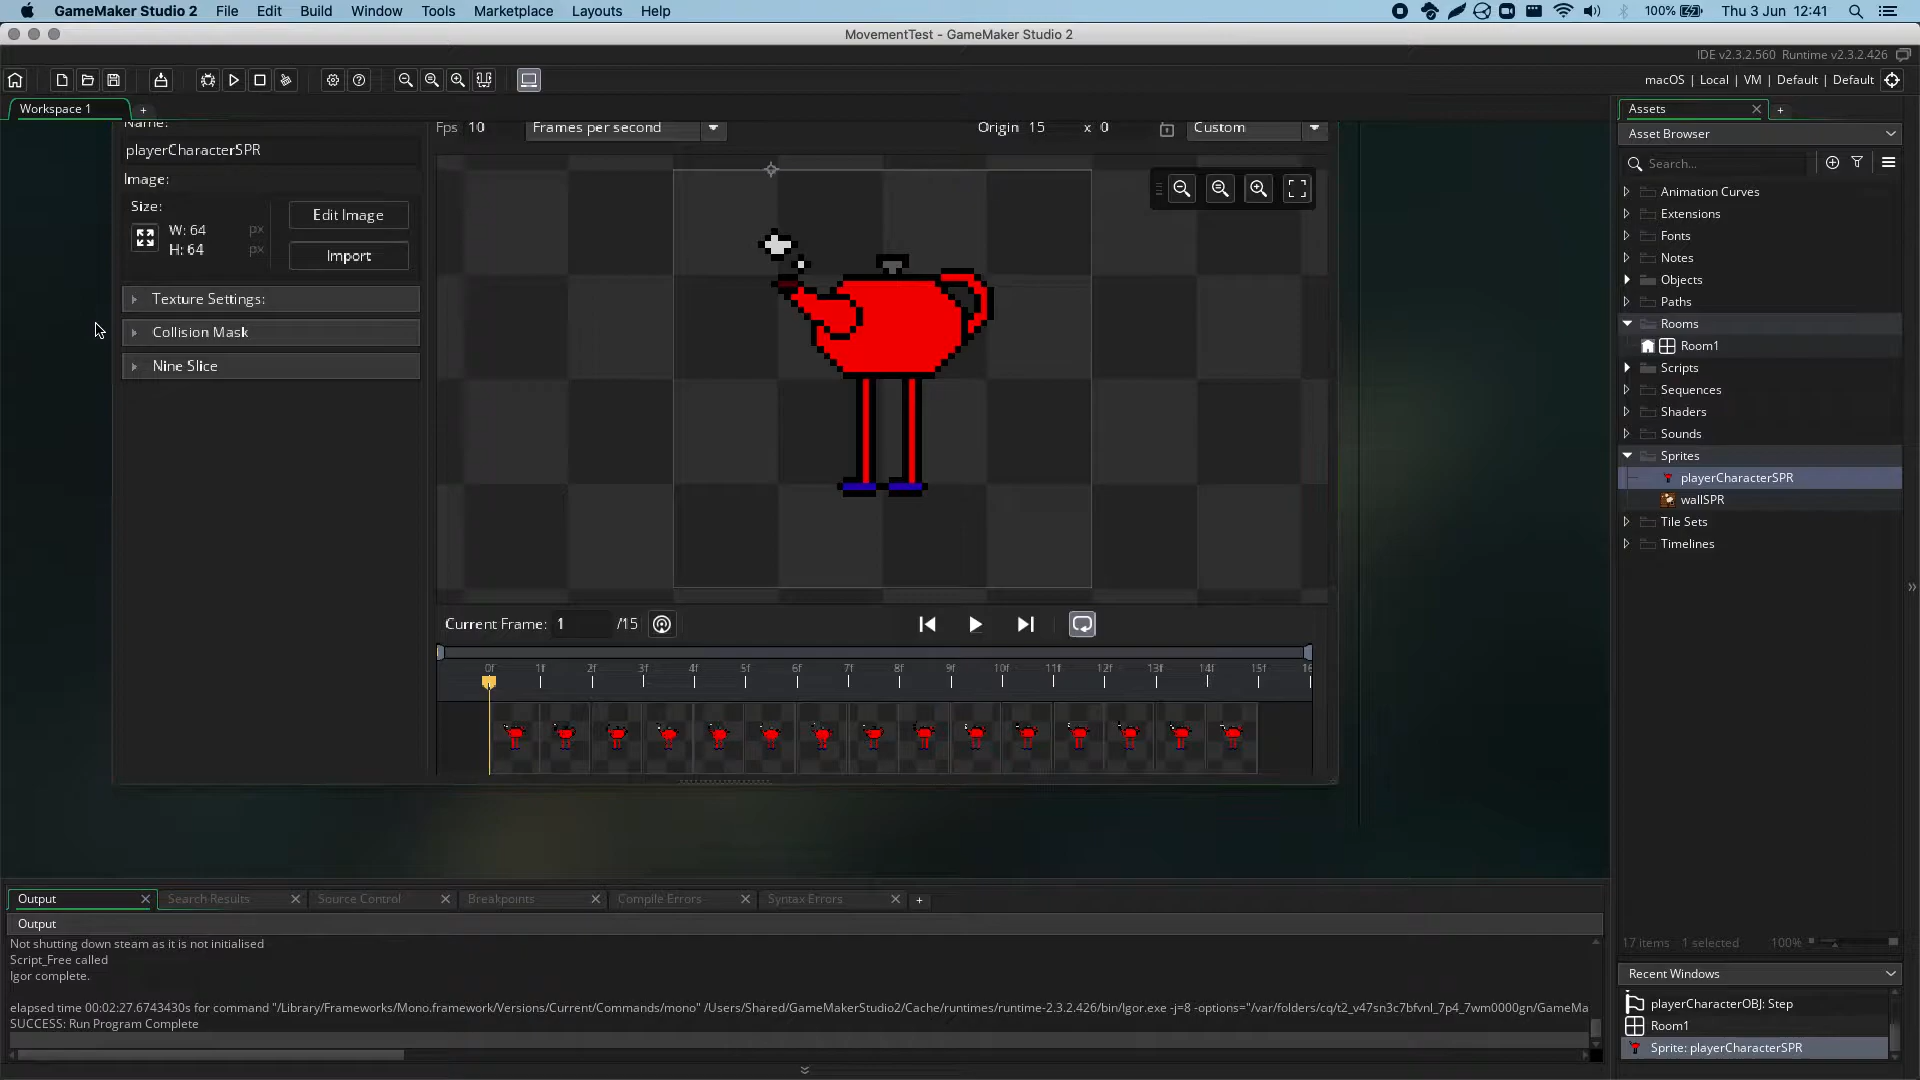 GameMaker Studio 2 File Edit Build Window Tools Marketplace Layouts Help 100% Thu 3 Jun 12:41
MovementTest - GameMaker Studio 2
IDE v2.3.2.560 Runtime v2.3.2.426
macOS | Local | VM | Default | Default
Workspace 1
Name:
playerCharacterSPR
Image:
Size:
W: 64 px
H: 64 px
Edit Image
Import
Texture Settings:
Collision Mask
Nine Slice
Fps 10 Frames per second Origin 15 x 0 Custom
Current Frame: 1 /15
0f 1f 2f 3f 4f 5f 6f 7f 8f 9f 10f 11f 12f 13f 14f 15f 16
Assets
Asset Browser
Search...
Animation Curves
Extensions
Fonts
Notes
Objects
Paths
Rooms
Room1
Scripts
Sequences
Shaders
Sounds
Sprites
playerCharacterSPR
wallSPR
Tile Sets
Timelines
17 items 1 selected 100%
Recent Windows
playerCharacterOBJ: Step
Room1
Sprite: playerCharacterSPR
Output Search Results Source Control Breakpoints Compile Errors Syntax Errors
Output
Not shutting down steam as it is not initialised
Script_Free called
Igor complete.
elapsed time 00:02:27.6743430s for command "/Library/Frameworks/Mono.framework/Versions/Current/Commands/mono" /Users/Shared/GameMakerStudio2/Cache/runtimes/runtime-2.3.2.426/bin/Igor.exe -j=8 -options="/var/folders/cq/t2_v47sn3c7bfvnl_7p4_7wm0000gn/GameMa
SUCCESS: Run Program Complete